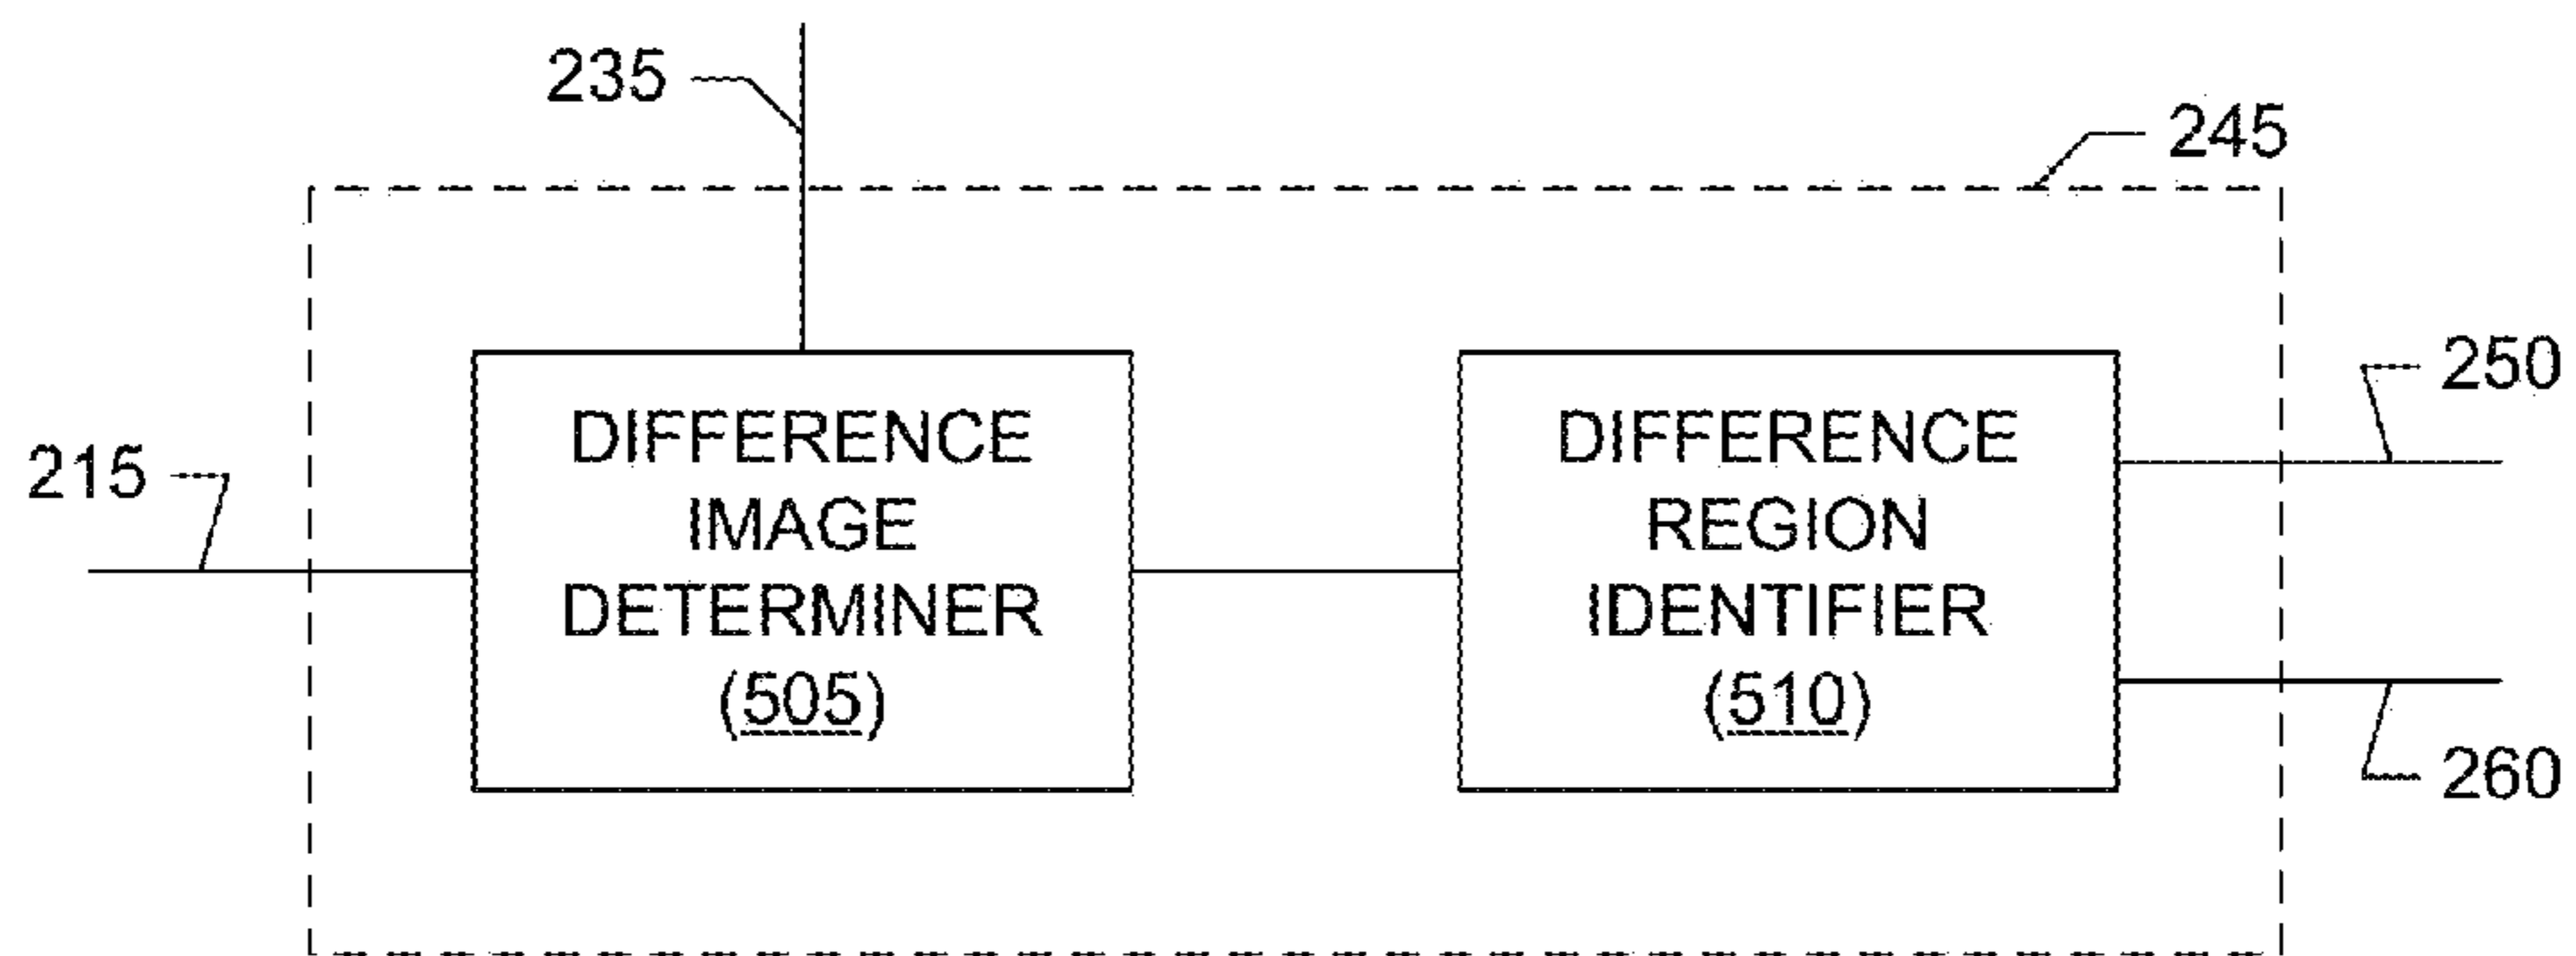 235
245
215
DIFFERENCE
IMAGE
DETERMINER
(505)
DIFFERENCE
REGION
IDENTIFIER
(510)
250
260